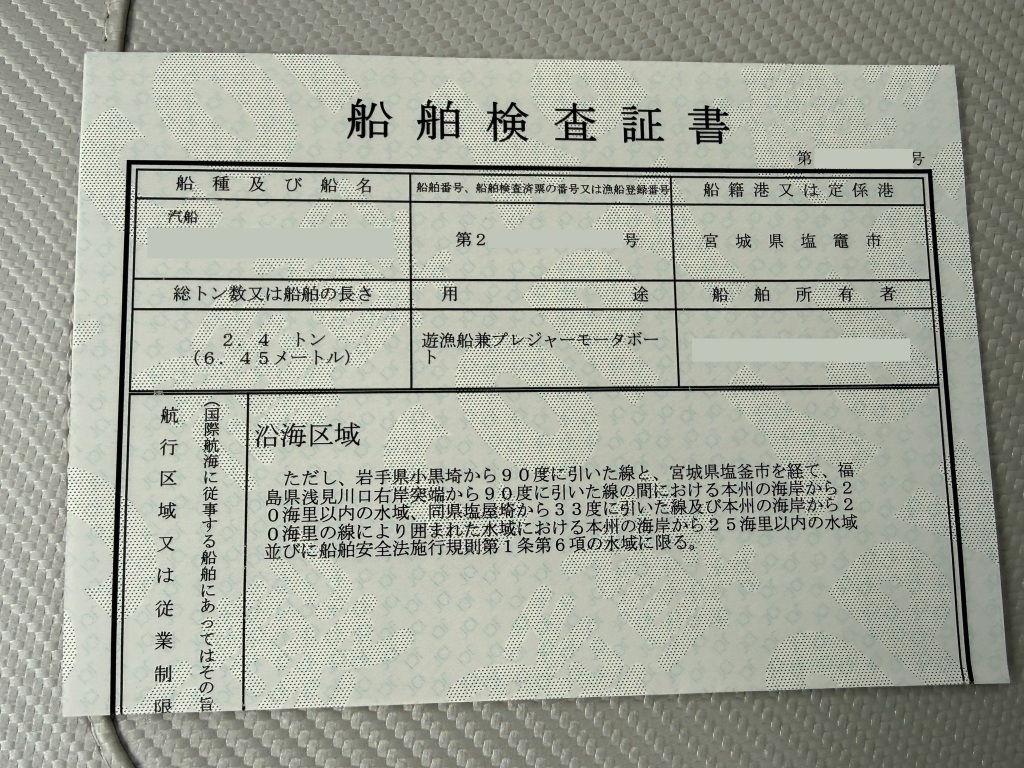 船舶検査証書
第 号
船種及び船名
船舶番号、船舶検査済票の番号又は漁船登録番号
船籍港又は定係港
汽船
第2 号
宮城県塩竈市
総トン数又は船舶の長さ
用途
船舶所有者
2.4 トン
(6.45メートル)
遊漁船兼プレジャーモータボー
ト
航行区域又は従業制限
(国際航海に従事する船舶にあってはその旨
沿海区域
ただし、岩手県小黒埼から90度に引いた線と、宮城県塩釜市を経て、福
島県浅見川口右岸突端から90度に引いた線の間における本州の海岸から2
0海里以内の水域、同県塩屋埼から33度に引いた線及び本州の海岸から2
0海里の線により囲まれた水域における本州の海岸から25海里以内の水域
並びに船舶安全法施行規則第1条第6項の水域に限る。